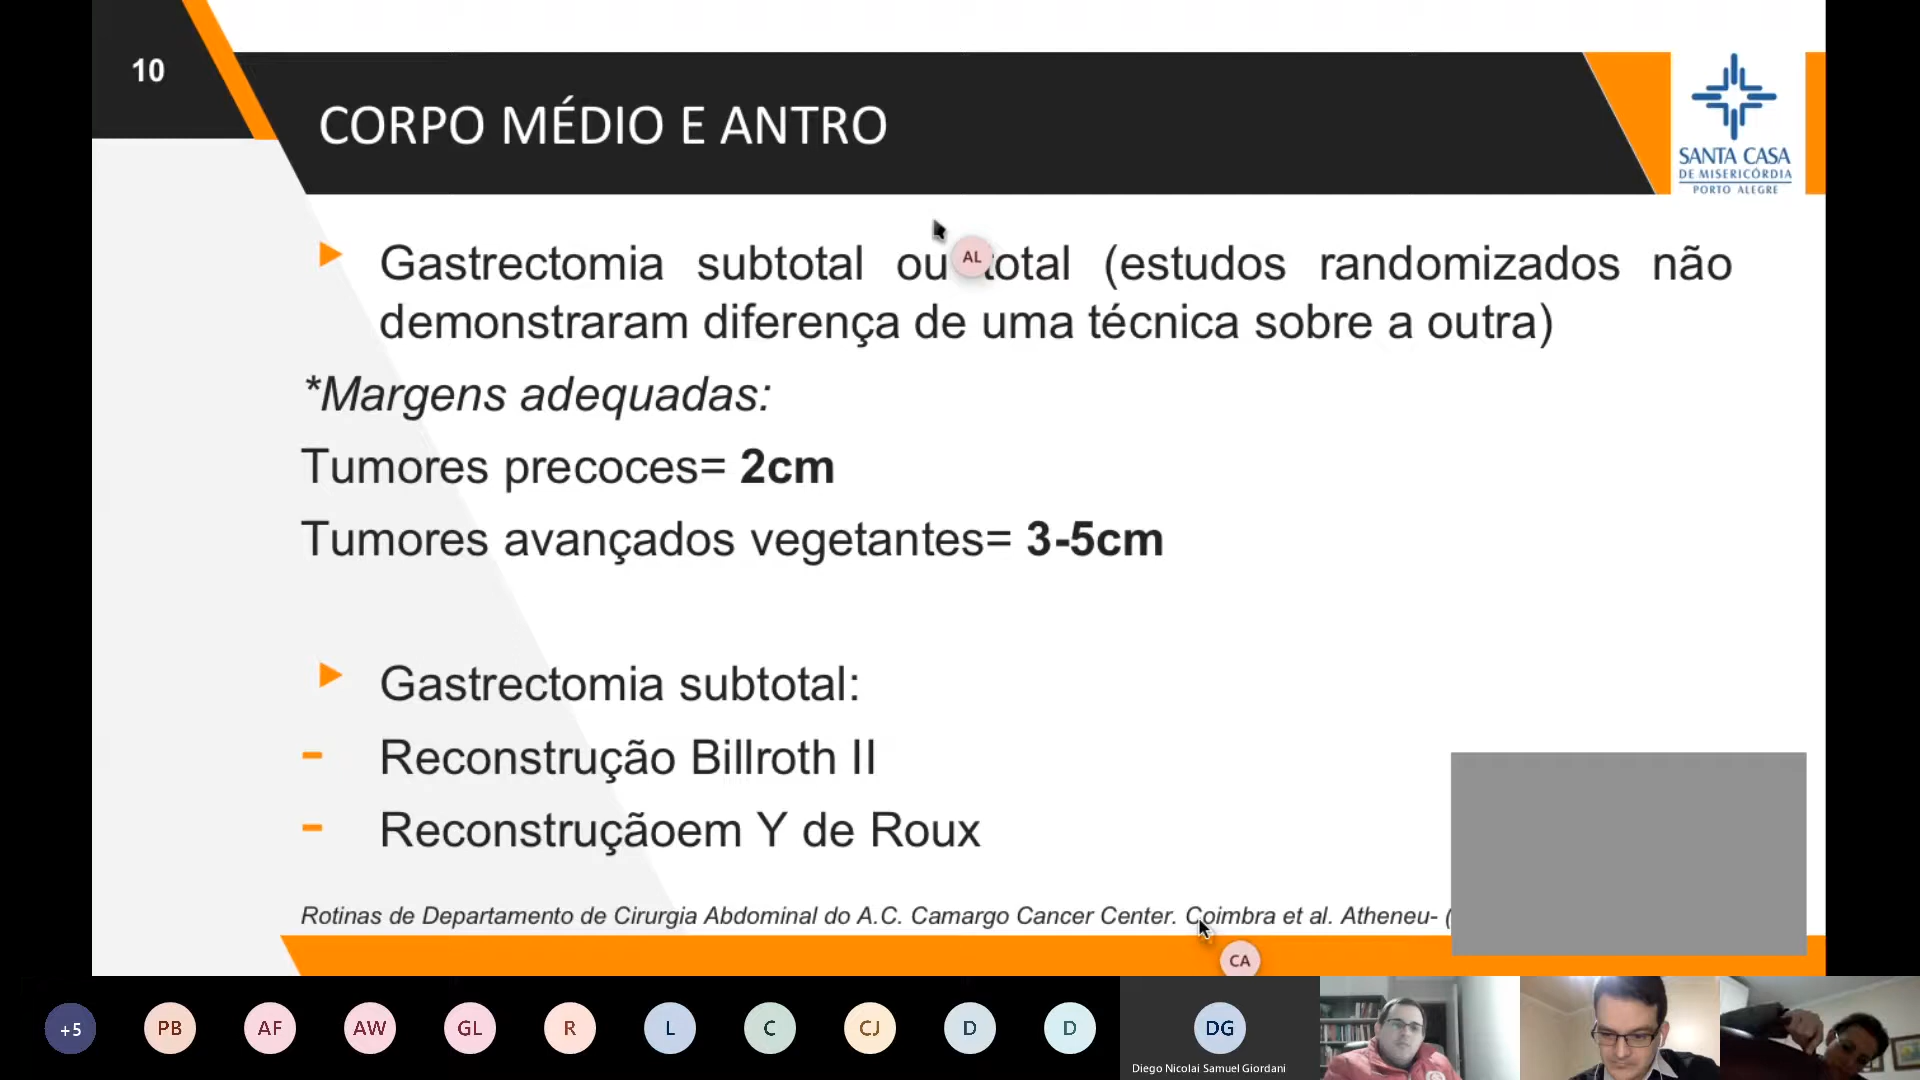 10
CORPO MÉDIO E ANTRO
SANTA CASA
DE MISERICÓRDIA
PORTO ALEGRE
Gastrectomia subtotal ou total (estudos randomizados não
demonstraram diferença de uma técnica sobre a outra)
AL
*Margens adequadas:
Tumores precoces= 2cm
Tumores avançados vegetantes= 3-5cm
Gastrectomia subtotal:
- Reconstrução Billroth II
- Reconstruçãoem Y de Roux
Rotinas de Departamento de Cirurgia Abdominal do A.C. Camargo Cancer Center. Coimbra et al. Atheneu- (
CA
+5 PB AF AW GL R L C CJ D D DG
Diego Nicolai Samuel Giordani